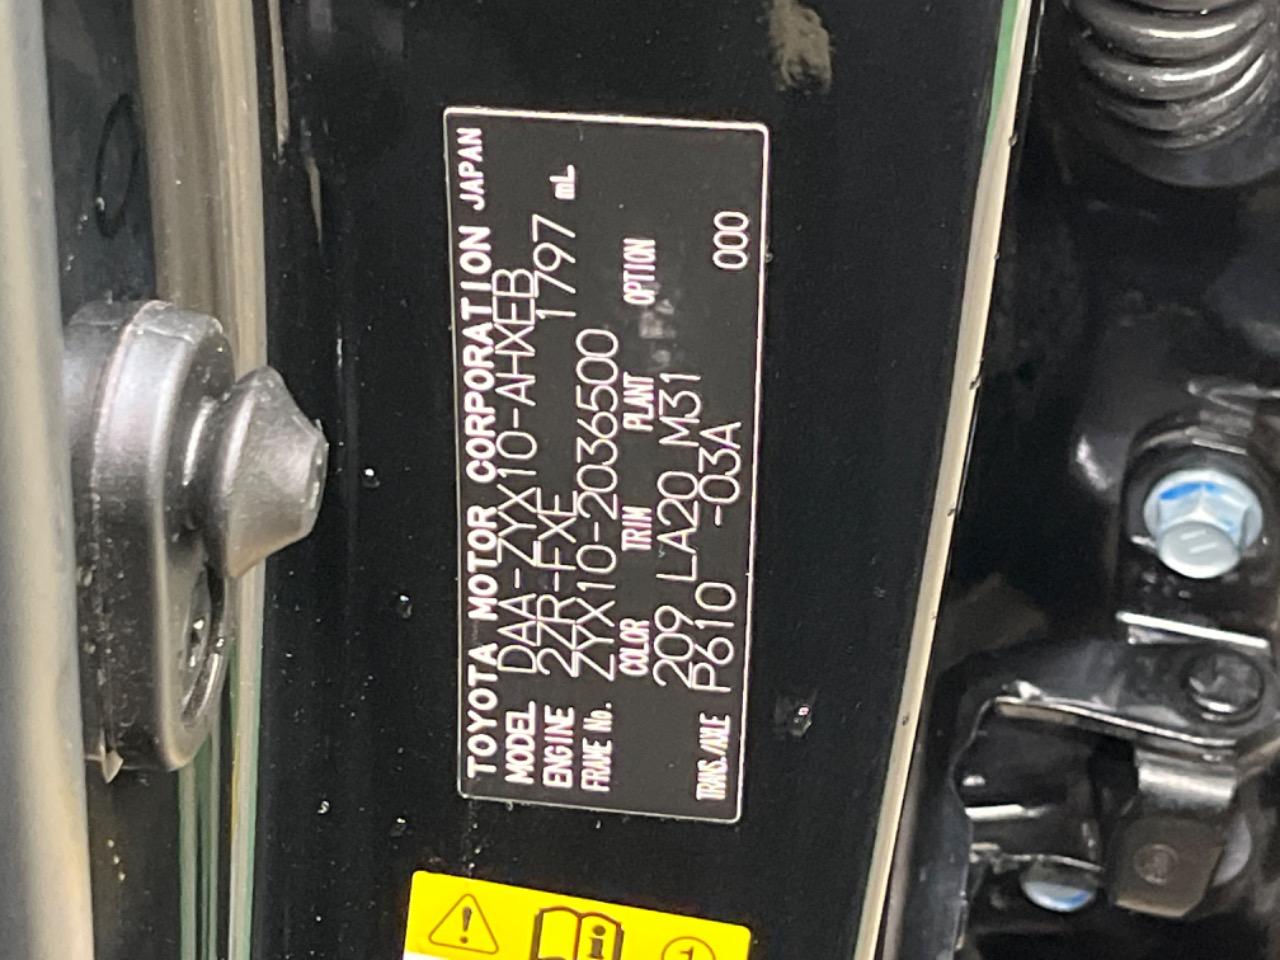 TOYOTA MOTOR CORPORATION JAPAN
MODEL DAA-ZYX10-AHXEB
ENGINE 2ZR-FXE 1797 mL
FRAME No. ZYX10-2036500
COLOR TRIM PLANT OPTION
209 LA20 M31
TRANS./AXLE P610 -03A 000
i
1